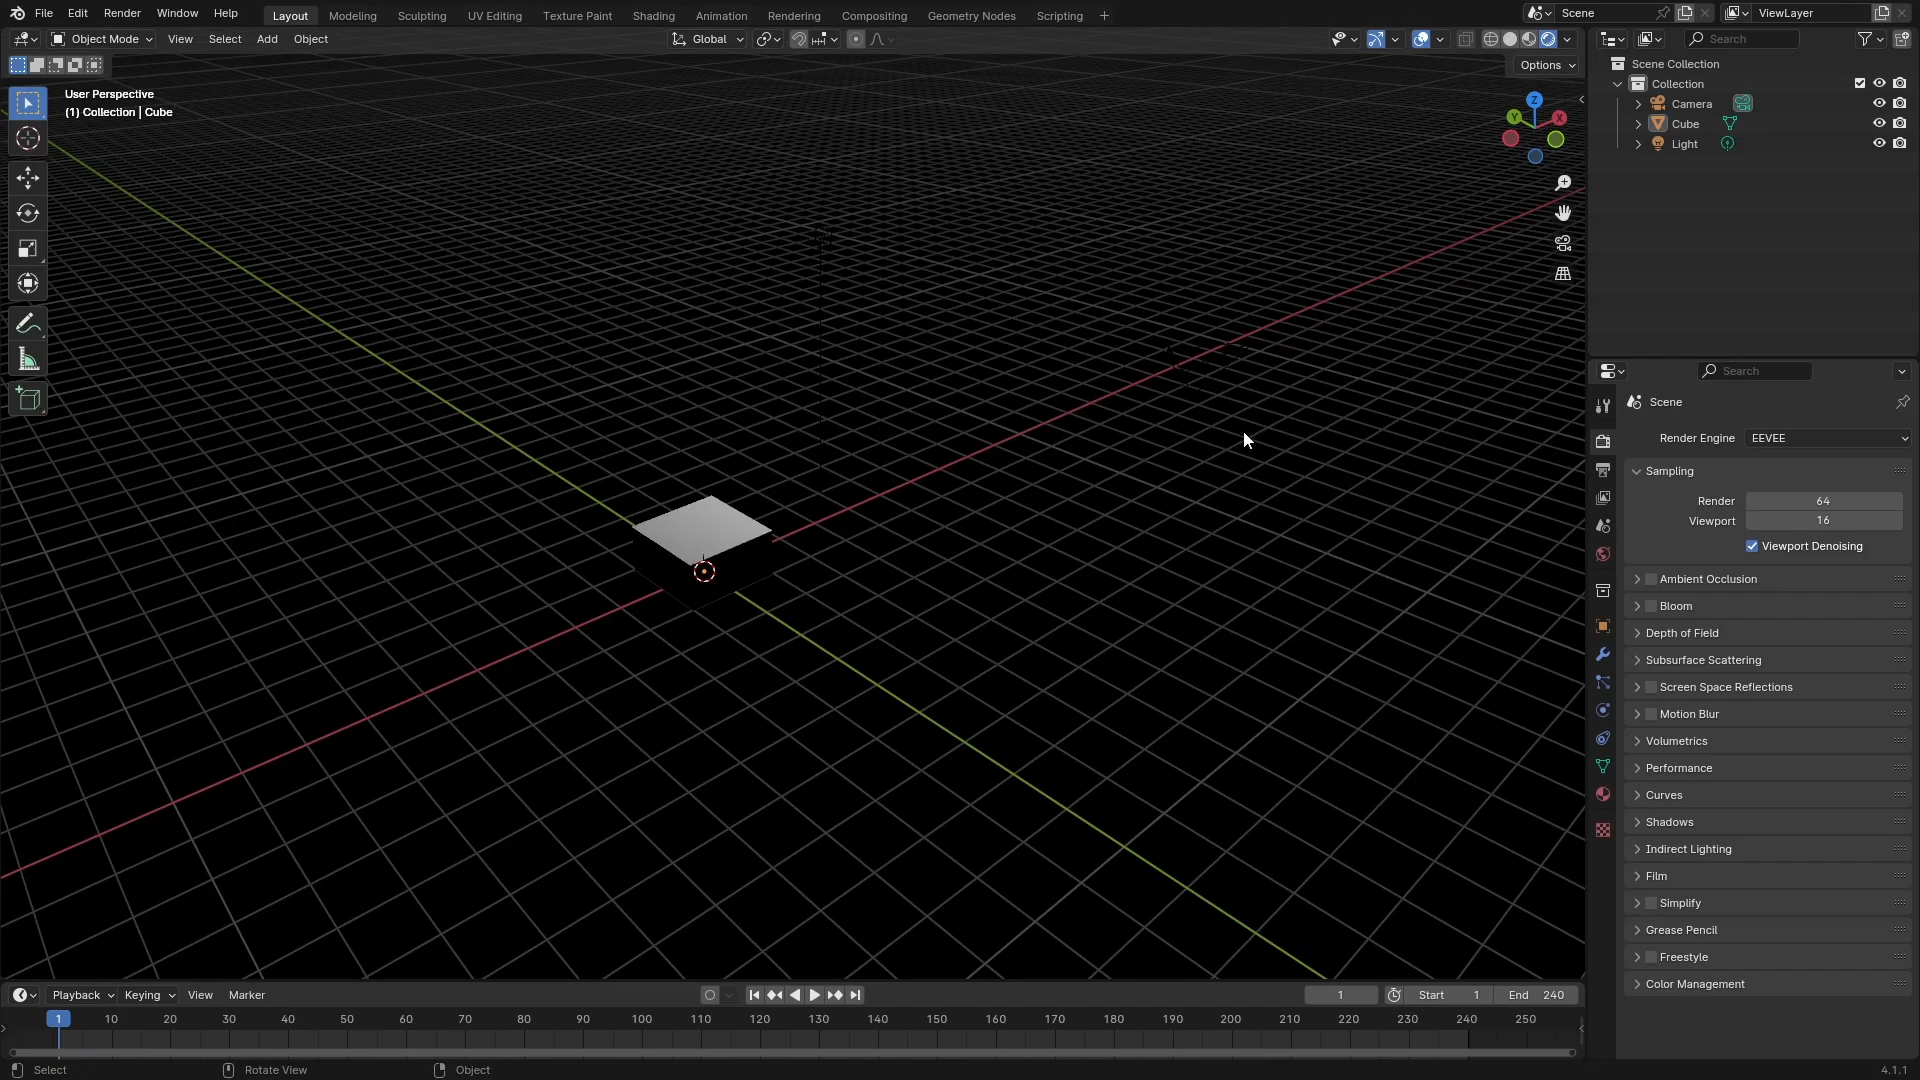 File Edit Render Window Help Layout Modeling Sculpting UV Editing Texture Paint Shading Animation Rendering Compositing Geometry Nodes Scripting + Scene ViewLayer
Object Mode View Select Add Object Global Search
Options
User Perspective
(1) Collection | Cube
Z
Y
X
Scene Collection
Collection
Camera
Cube
Light
Search
Scene
Render Engine EEVEE
Sampling
Render 64
Viewport 16
Viewport Denoising
Ambient Occlusion
Bloom
Depth of Field
Subsurface Scattering
Screen Space Reflections
Motion Blur
Volumetrics
Performance
Curves
Shadows
Indirect Lighting
Film
Simplify
Grease Pencil
Freestyle
Color Management
Playback Keying View Marker 1 Start 1 End 240
1 10 20 30 40 50 60 70 80 90 100 110 120 130 140 150 160 170 180 190 200 210 220 230 240 250
Select Rotate View Object 4.1.1